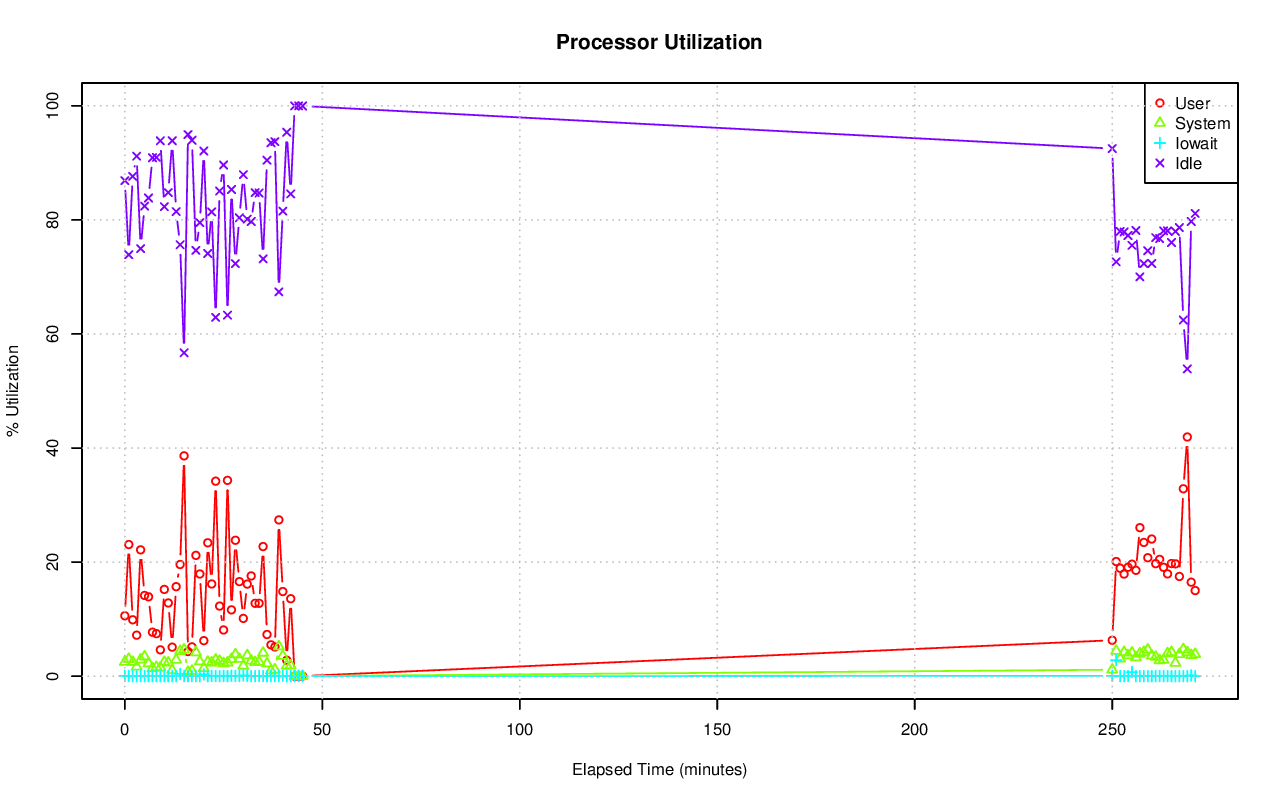 Processor Utilization
% Utilization
100
80
60
40
20
0
User
System
Iowait
Idle
0 50 100 150 200 250
Elapsed Time (minutes)